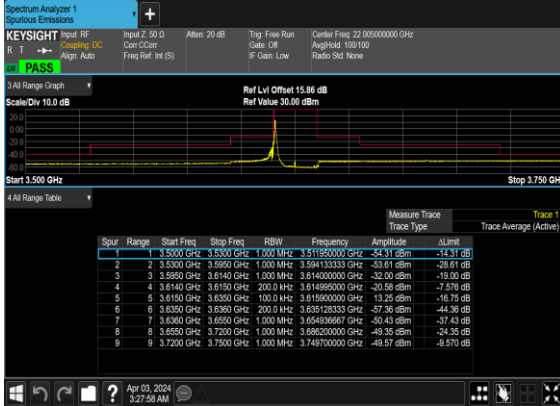 Spectrum Analyzer 1
Spurious Emissions
+
KEYSIGHT Input: RF Input Z: 50 Ω Atten: 20 dB Trig: Free Run Center Freq: 22.005000000 GHz
R T Coupling: DC Corr CCorr Gate: Off Avg|Hold: 100/100
Align: Auto Freq Ref: Int (S) IF Gain: Low Radio Std: None
LXI PASS
3 All Range Graph
Ref Lvl Offset 15.86 dB
Scale/Div 10.0 dB Ref Value 30.00 dBm
20.0
0.00
-20.0
-40.0
-60.0
Start 3.500 GHz Stop 3.750 GH
4 All Range Table
Measure Trace Trace 1
Trace Type Trace Average (Active)
Spur Range Start Freq Stop Freq RBW Frequency Amplitude ΔLimit
1 1 3.5000 GHz 3.5300 GHz 1.000 MHz 3.511950000 GHz -54.31 dBm -14.31 dB
2 2 3.5300 GHz 3.5950 GHz 1.000 MHz 3.594133333 GHz -53.61 dBm -28.61 dB
3 3 3.5950 GHz 3.6140 GHz 1.000 MHz 3.614000000 GHz -32.00 dBm -19.00 dB
4 4 3.6140 GHz 3.6150 GHz 200.0 kHz 3.614995000 GHz -20.58 dBm -7.576 dB
5 5 3.6150 GHz 3.6350 GHz 100.0 kHz 3.615900000 GHz 13.25 dBm -16.75 dB
6 6 3.6350 GHz 3.6360 GHz 200.0 kHz 3.635128333 GHz -57.36 dBm -44.36 dB
7 7 3.6360 GHz 3.6550 GHz 1.000 MHz 3.654936667 GHz -50.43 dBm -37.43 dB
8 8 3.6550 GHz 3.7200 GHz 1.000 MHz 3.686200000 GHz -49.35 dBm -24.35 dB
9 9 3.7200 GHz 3.7500 GHz 1.000 MHz 3.749700000 GHz -49.57 dBm -9.570 dB
? Apr 03, 2024
3:27:58 AM